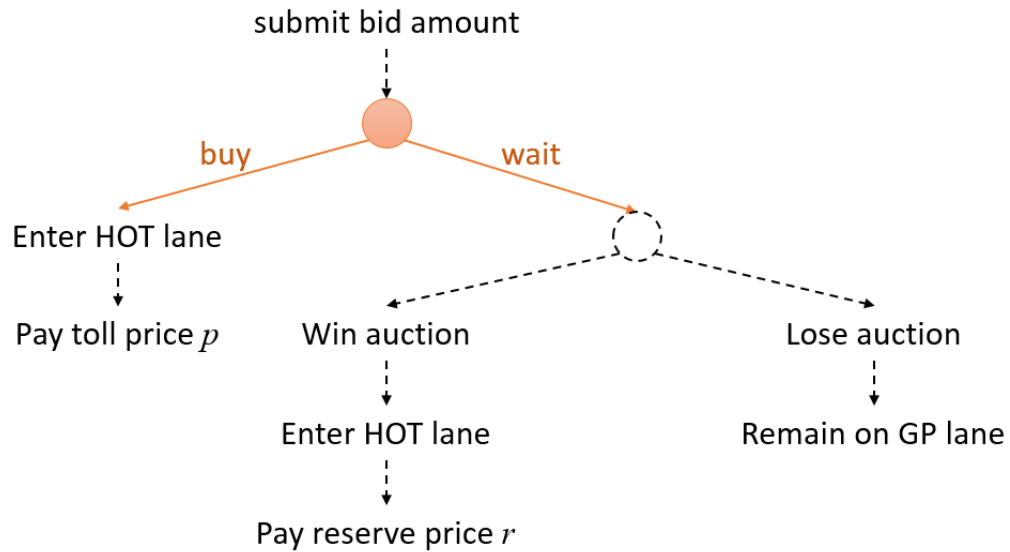 submit bid amount
buy
wait
Enter HOT lane
Pay toll price p
Win auction
Lose auction
Enter HOT lane
Remain on GP lane
Pay reserve price r